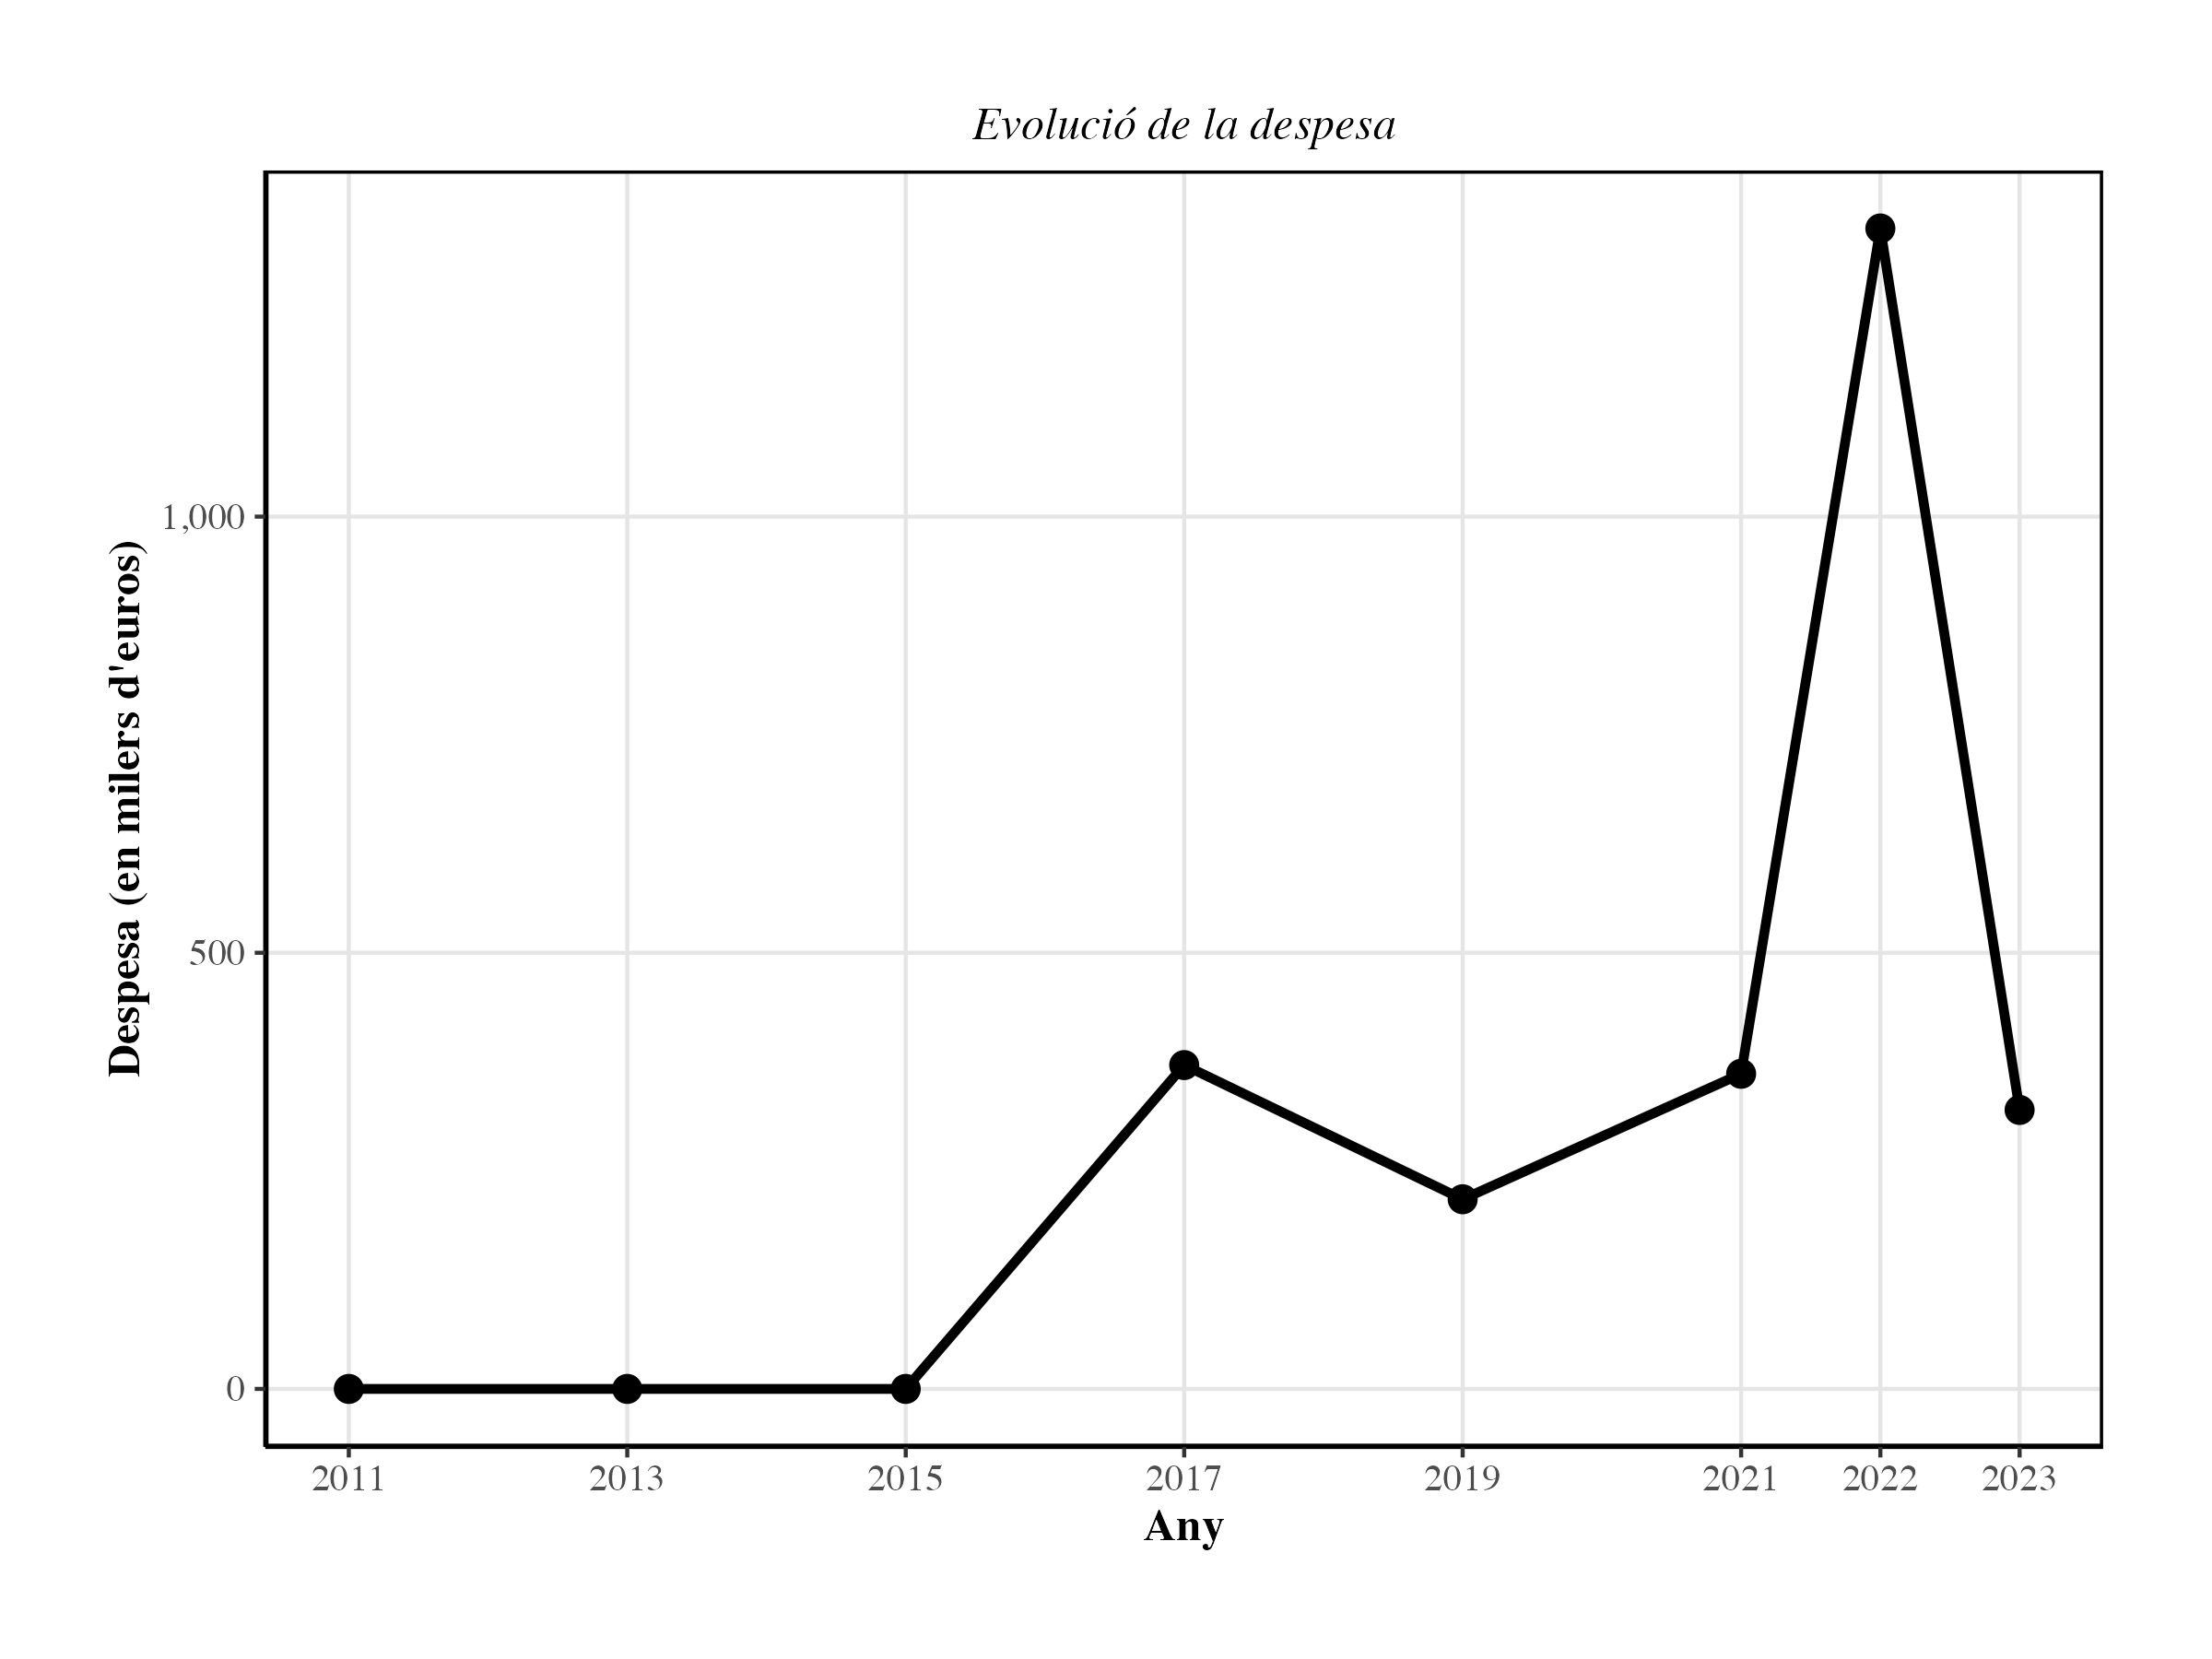 Evolució de la despesa
Despesa (en milers d'euros)
1,000
500
0
2011 2013 2015 2017 2019 2021 2022 2023
Any